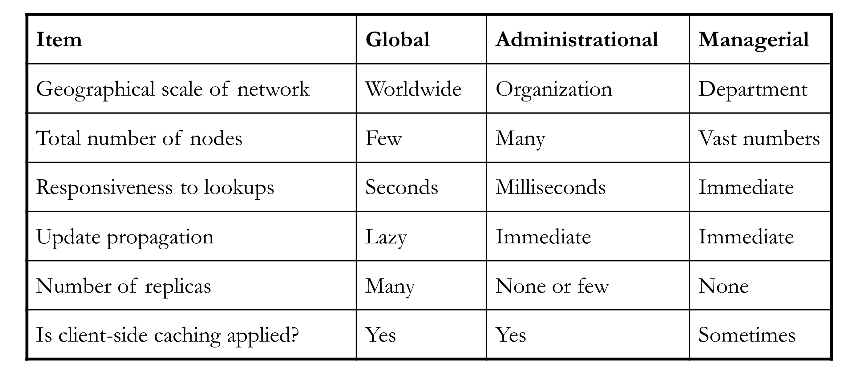 Item Global Administrational Managerial
Geographical scale of network Worldwide Organization Department
Total number of nodes Few Many Vast numbers
Responsiveness to lookups Seconds Milliseconds Immediate
Update propagation Lazy Immediate Immediate
Number of replicas Many None or few None
Is client-side caching applied? Yes Yes Sometimes